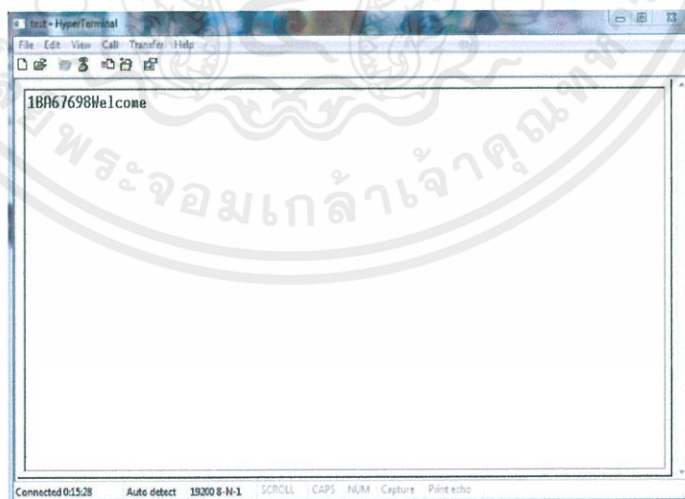 test - HyperTerminal
File Edit View Call Transfer Help
1BA67698Welcome
พระจอมเกล้าเจ้าคุณทหาร
Connected 0:15:28 Auto detect 19200 8-N-1 SCROLL CAPS NUM Capture Print echo